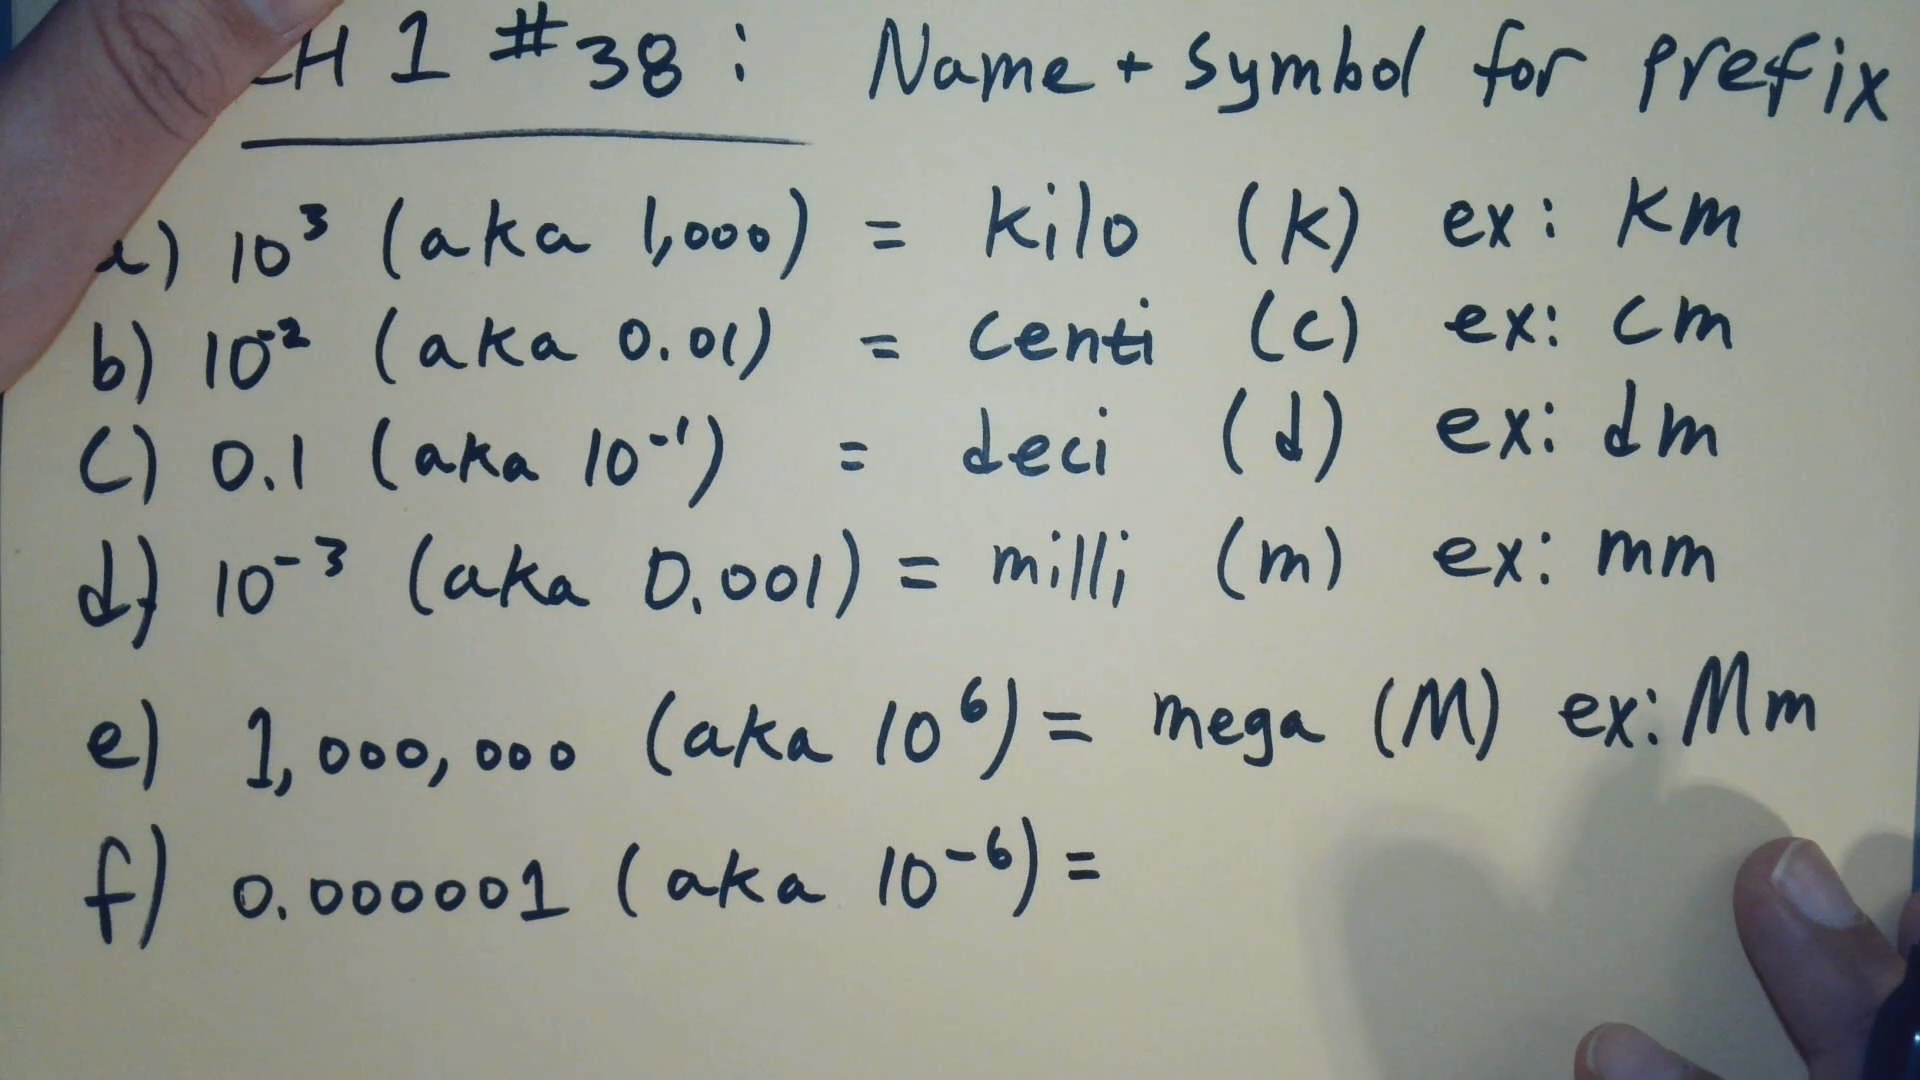 CH 1 #38: Name + Symbol for prefix
a) 10³ (aka 1,000) = kilo (k) ex: km
b) 10⁻² (aka 0.01) = centi (c) ex: cm
c) 0.1 (aka 10⁻¹) = deci (d) ex: dm
d) 10⁻³ (aka 0.001) = milli (m) ex: mm
e) 1,000,000 (aka 10⁶) = mega (M) ex: Mm
f) 0.000001 (aka 10⁻⁶) =